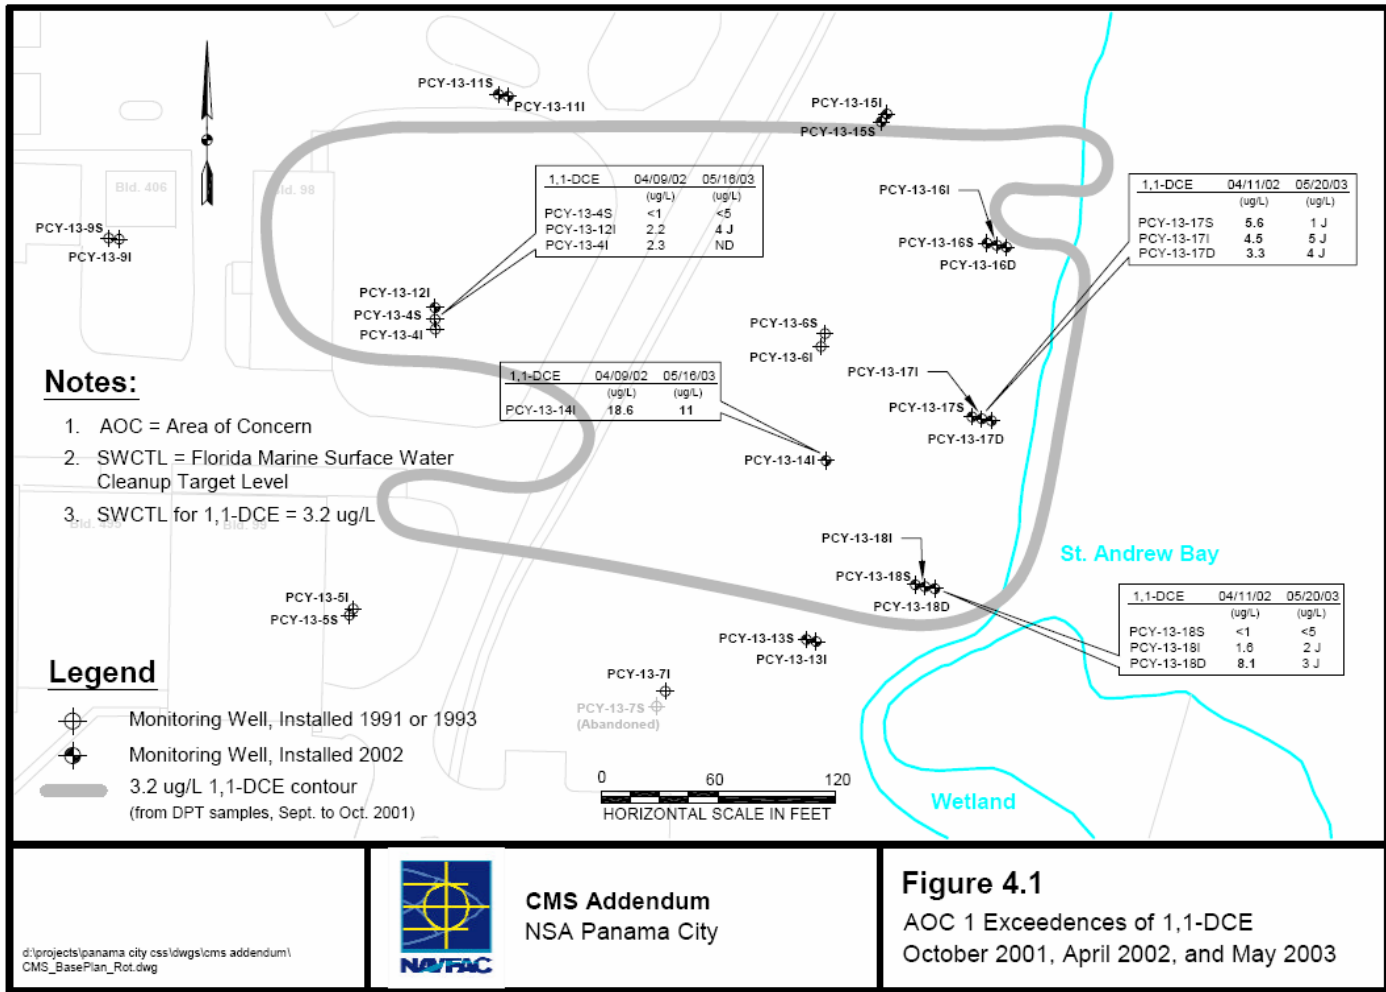 PCY-13-11S
PCY-13-11I
PCY-13-15I
PCY-13-15S
Bld. 406
Bld. 98
1,1-DCE 04/09/02 05/16/03
(ug/L) (ug/L)
PCY-13-4S <1 <5
PCY-13-12I 2.2 4 J
PCY-13-4I 2.3 ND
PCY-13-16I
PCY-13-16S
PCY-13-16D
1,1-DCE 04/11/02 05/20/03
(ug/L) (ug/L)
PCY-13-17S 5.6 1 J
PCY-13-17I 4.5 5 J
PCY-13-17D 3.3 4 J
PCY-13-9S
PCY-13-9I
PCY-13-12I
PCY-13-4S
PCY-13-4I
PCY-13-6S
PCY-13-6I
1,1-DCE 04/09/02 05/16/03
(ug/L) (ug/L)
PCY-13-14I 18.6 11
PCY-13-17I
PCY-13-17S
PCY-13-17D
PCY-13-14I
Notes:
1. AOC = Area of Concern
2. SWCTL = Florida Marine Surface Water
Cleanup Target Level
3. SWCTL for 1,1-DCE = 3.2 ug/L
Bld. 99
PCY-13-18I
PCY-13-18S
PCY-13-18D
St. Andrew Bay
1,1-DCE 04/11/02 05/20/03
(ug/L) (ug/L)
PCY-13-18S <1 <5
PCY-13-18I 1.6 2 J
PCY-13-18D 8.1 3 J
PCY-13-5I
PCY-13-5S
PCY-13-13S
PCY-13-13I
PCY-13-7I
PCY-13-7S
(Abandoned)
Legend
Monitoring Well, Installed 1991 or 1993
Monitoring Well, Installed 2002
3.2 ug/L 1,1-DCE contour
(from DPT samples, Sept. to Oct. 2001)
0 60 120
HORIZONTAL SCALE IN FEET
Wetland
d:\projects\panama city css\dwgs\cms addendum\
CMS_BasePlan_Rot.dwg
NAVFAC
CMS Addendum
NSA Panama City
Figure 4.1
AOC 1 Exceedences of 1,1-DCE
October 2001, April 2002, and May 2003